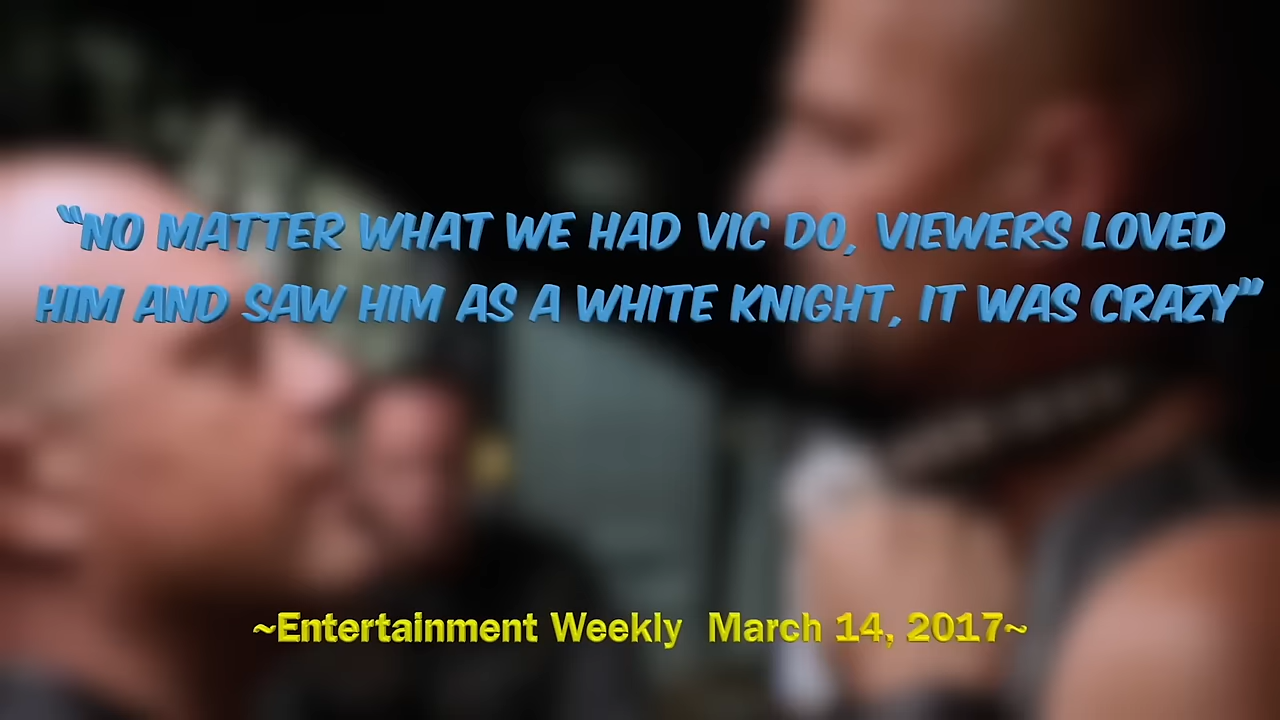 “NO MATTER WHAT WE HAD VIC DO, VIEWERS LOVED
HIM AND SAW HIM AS A WHITE KNIGHT, IT WAS CRAZY”
~Entertainment Weekly  March 14, 2017~